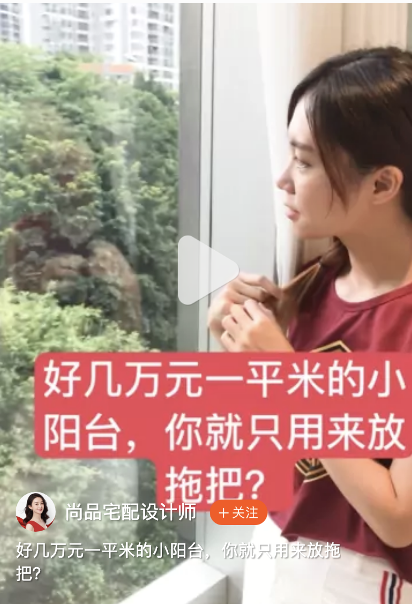 好几万元一平米的小
阳台，你就只用来放
拖把？
尚品宅配设计师
+关注
好几万元一平米的小阳台，你就只用来放拖
把？